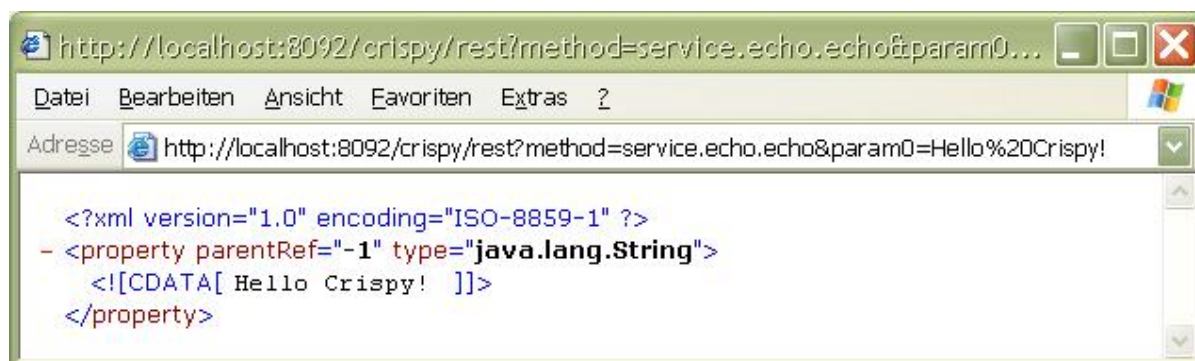 http://localhost:8092/crispy/rest?method=service.echo.echo&param0...
Datei Bearbeiten Ansicht Favoriten Extras ?
Adresse http://localhost:8092/crispy/rest?method=service.echo.echo&param0=Hello%20Crispy!
<?xml version="1.0" encoding="ISO-8859-1" ?>
- <property parentRef="-1" type="java.lang.String">
<![CDATA[ Hello Crispy!  ]]>
</property>